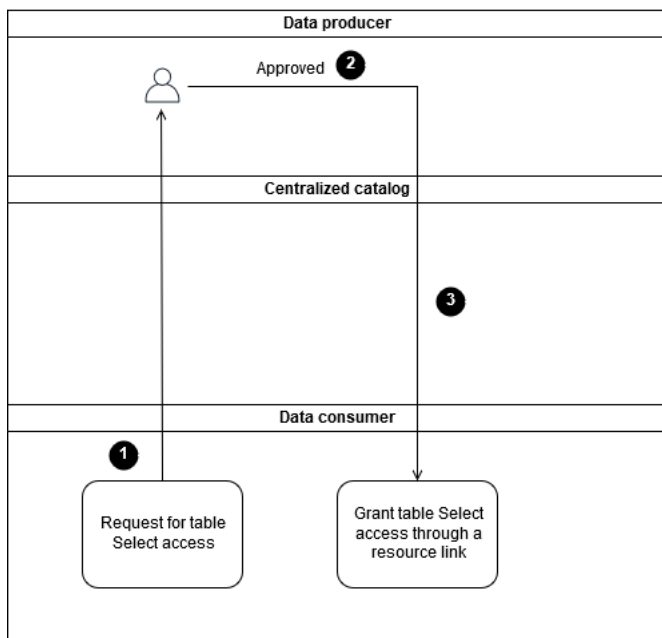 Data producer
Approved
2
Centralized catalog
3
Data consumer
1
Request for table
Select access
Grant table Select
access through a
resource link